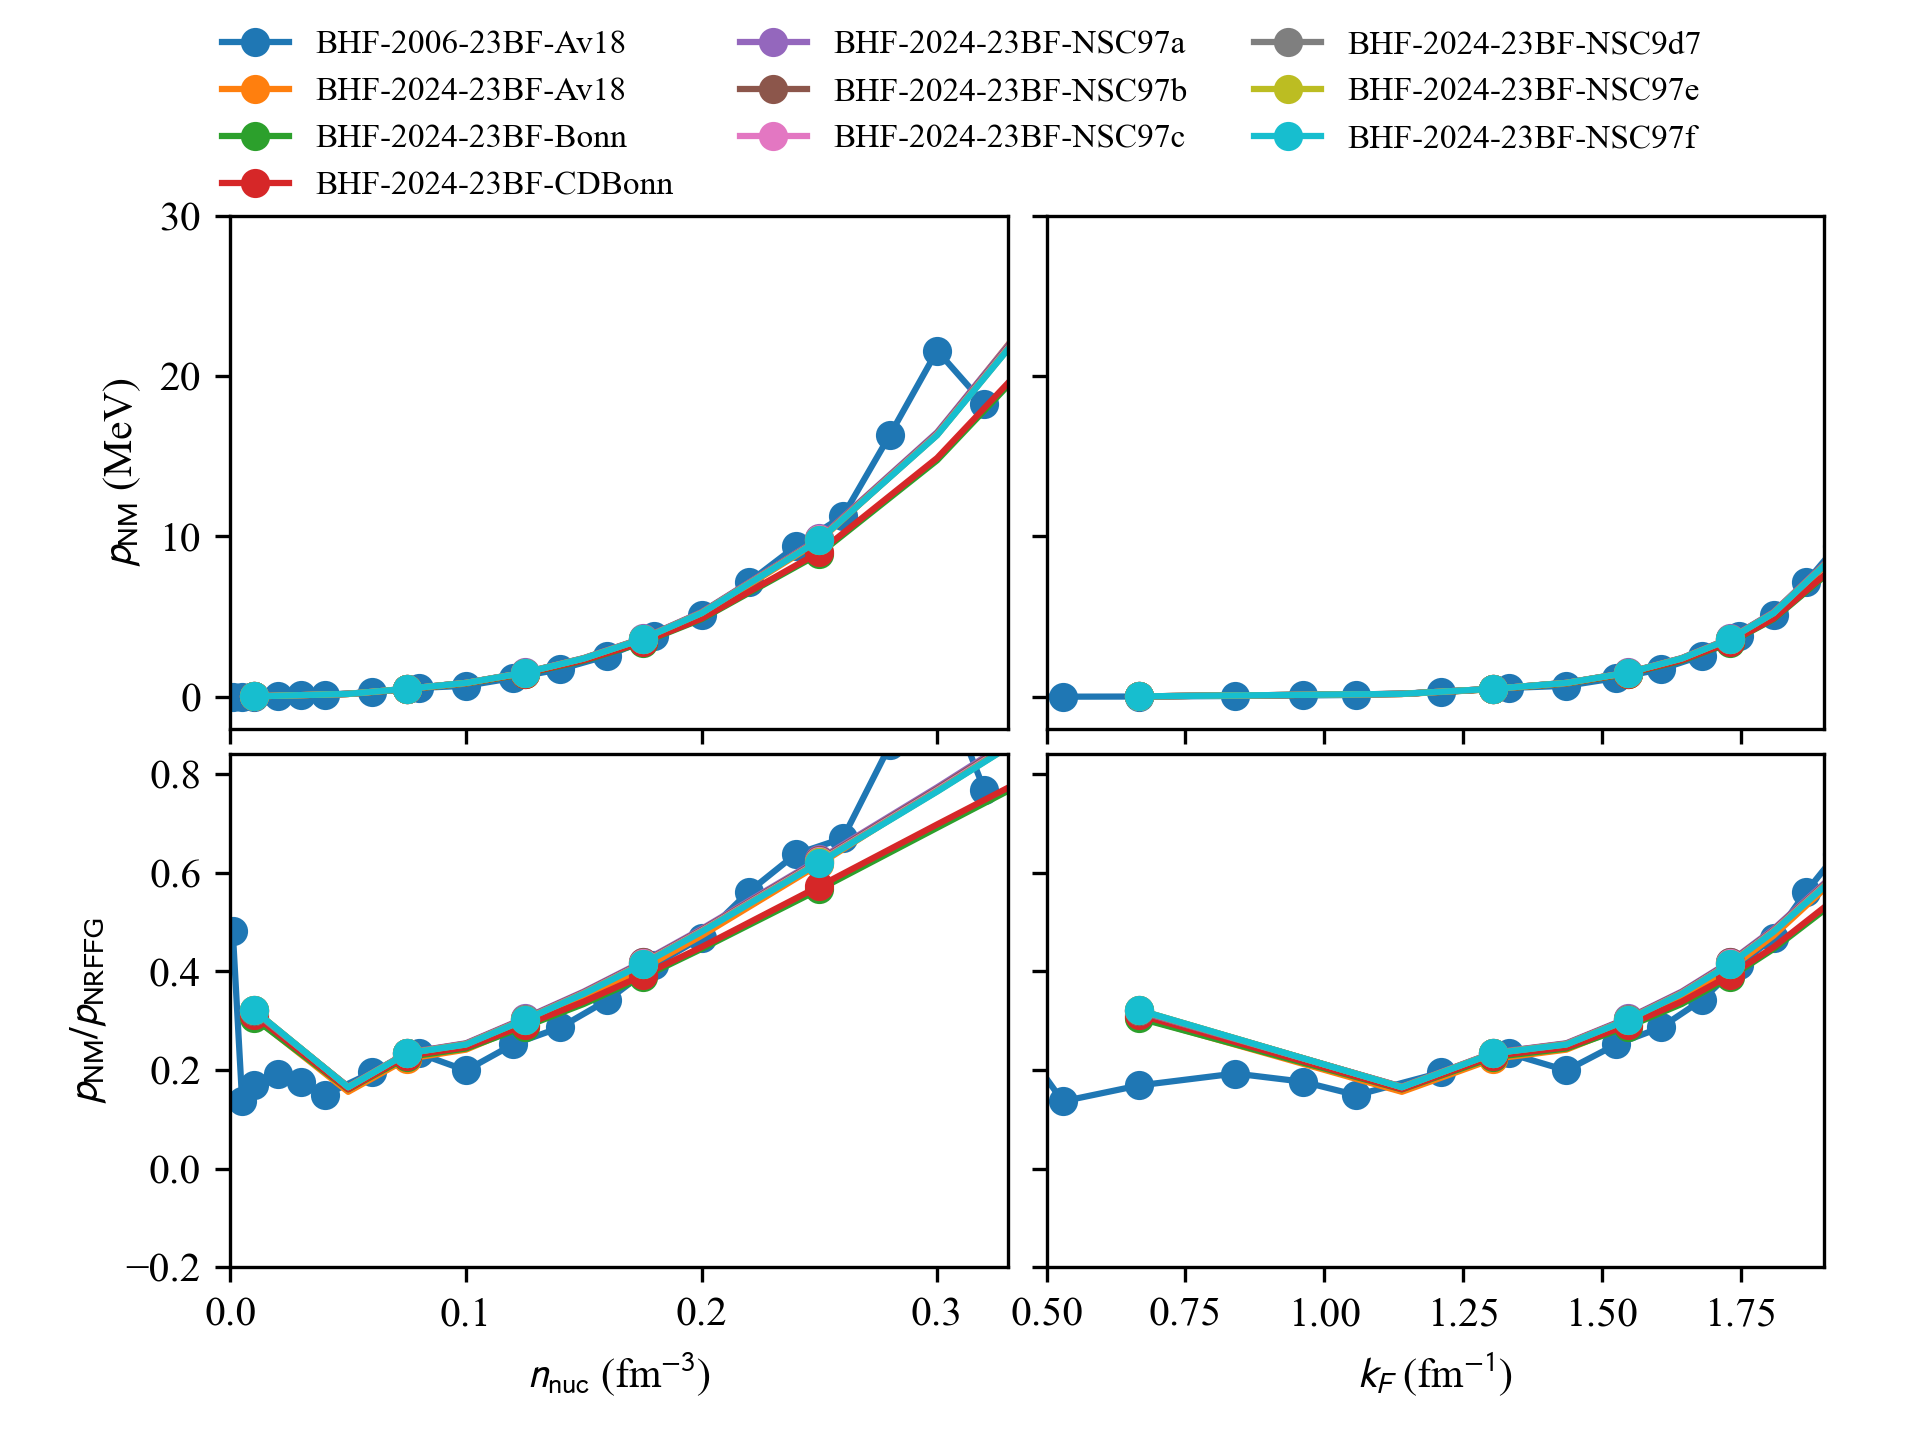 BHF-2006-23BF-Av18
BHF-2024-23BF-Av18
BHF-2024-23BF-Bonn
BHF-2024-23BF-CDBonn
BHF-2024-23BF-NSC97a
BHF-2024-23BF-NSC97b
BHF-2024-23BF-NSC97c
BHF-2024-23BF-NSC9d7
BHF-2024-23BF-NSC97e
BHF-2024-23BF-NSC97f
30
20
10
0
p_NM (MeV)
0.8
0.6
0.4
0.2
0.0
−0.2
p_NM/p_NRFFG
0.0 0.1 0.2 0.3
n_nuc (fm⁻³)
0.50 0.75 1.00 1.25 1.50 1.75
k_F (fm⁻¹)